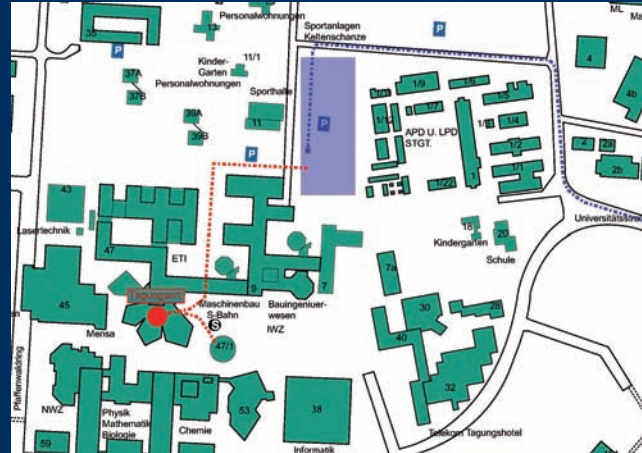 35
P
Personalwohnungen
13
P
Sportanlagen
Keltenschanze
ML
4
4b
Kinder-
Garten
11/1
37A
37B
Personalwohnungen
Sporthalle
39A
39B
11
P
P
1/9
1/8
1/7
1/5
1/12
1/4
1/2
1/1
1/22
1
APD U. LPD
STGT.
2
2a
2b
Universitätsstra
43
Lasertechnik
47
ETI
18
20
Kindergarten
Schule
45
Tagungsort
Maschinenbau
S-Bahn
S
9
Bauingenieur-
wesen
IWZ
7
7a
30
28
40
32
Mensa
47/1
Pfaffenwaldring
NWZ
59
Physik
Mathematik
Biologie
Chemie
53
38
Informatik
Telekom Tagungshotel